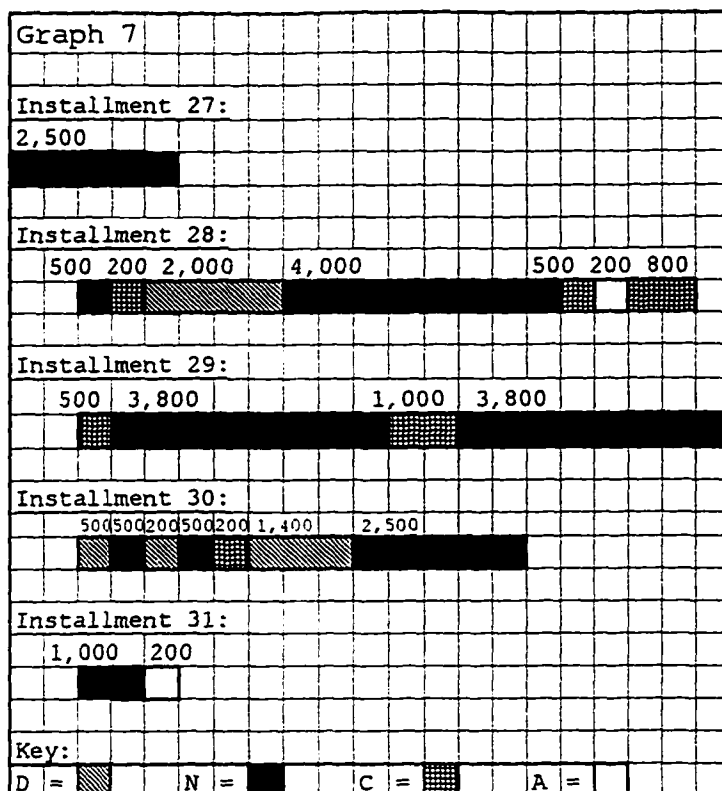 Graph 7
Installment 27:
2,500
Installment 28:
500 200 2,000 4,000 500 200 800
Installment 29:
500 3,800 1,000 3,800
Installment 30:
500 500 200 500 200 1,400 2,500
Installment 31:
1,000 200
Key:
D = N = C = A =